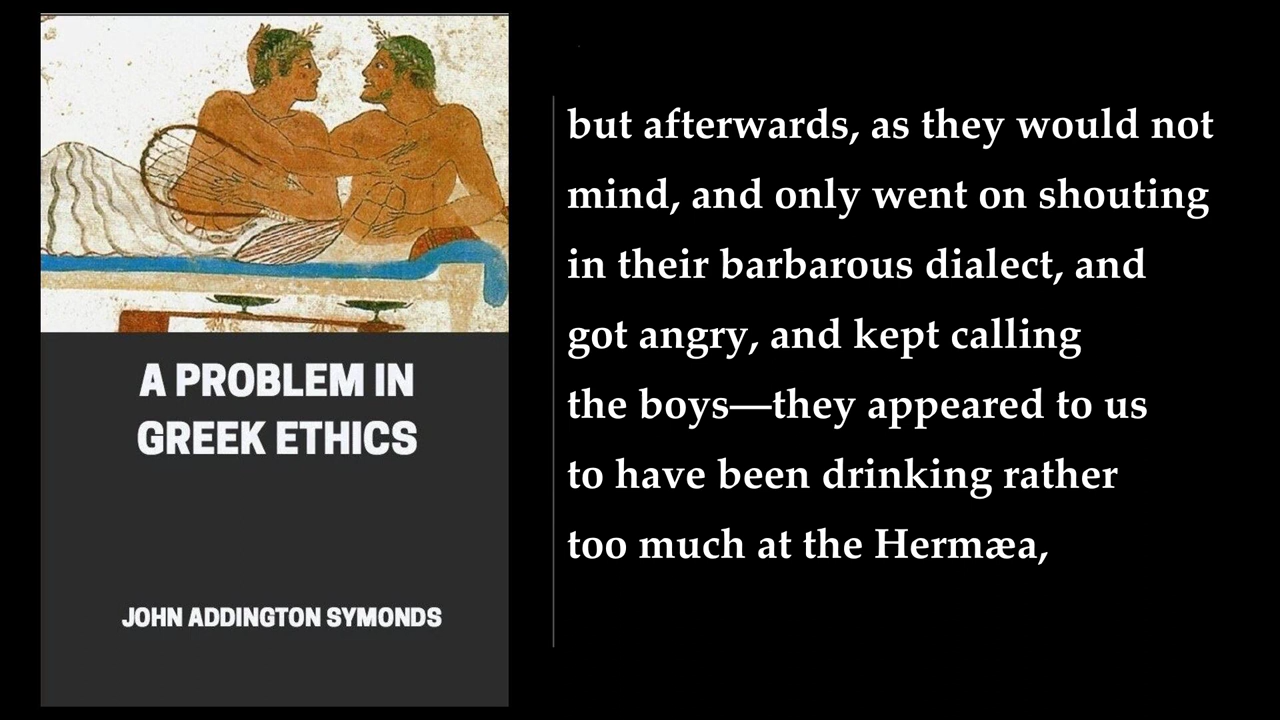 A PROBLEM IN
GREEK ETHICS
JOHN ADDINGTON SYMONDS
but afterwards, as they would not
mind, and only went on shouting
in their barbarous dialect, and
got angry, and kept calling
the boys—they appeared to us
to have been drinking rather
too much at the Hermæa,